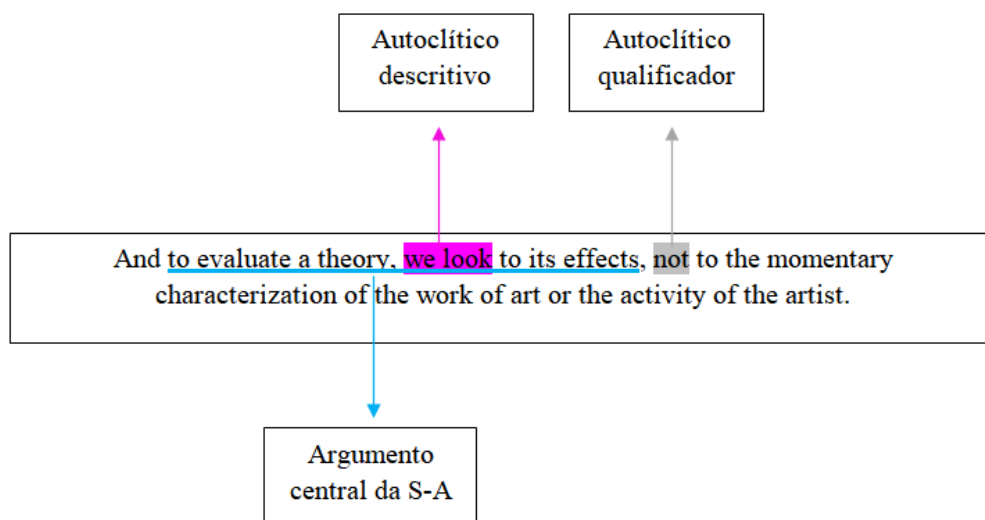 Autoclítico
descritivo
Autoclítico
qualificador
And to evaluate a theory, we look to its effects, not to the momentary
characterization of the work of art or the activity of the artist.
Argumento
central da S-A